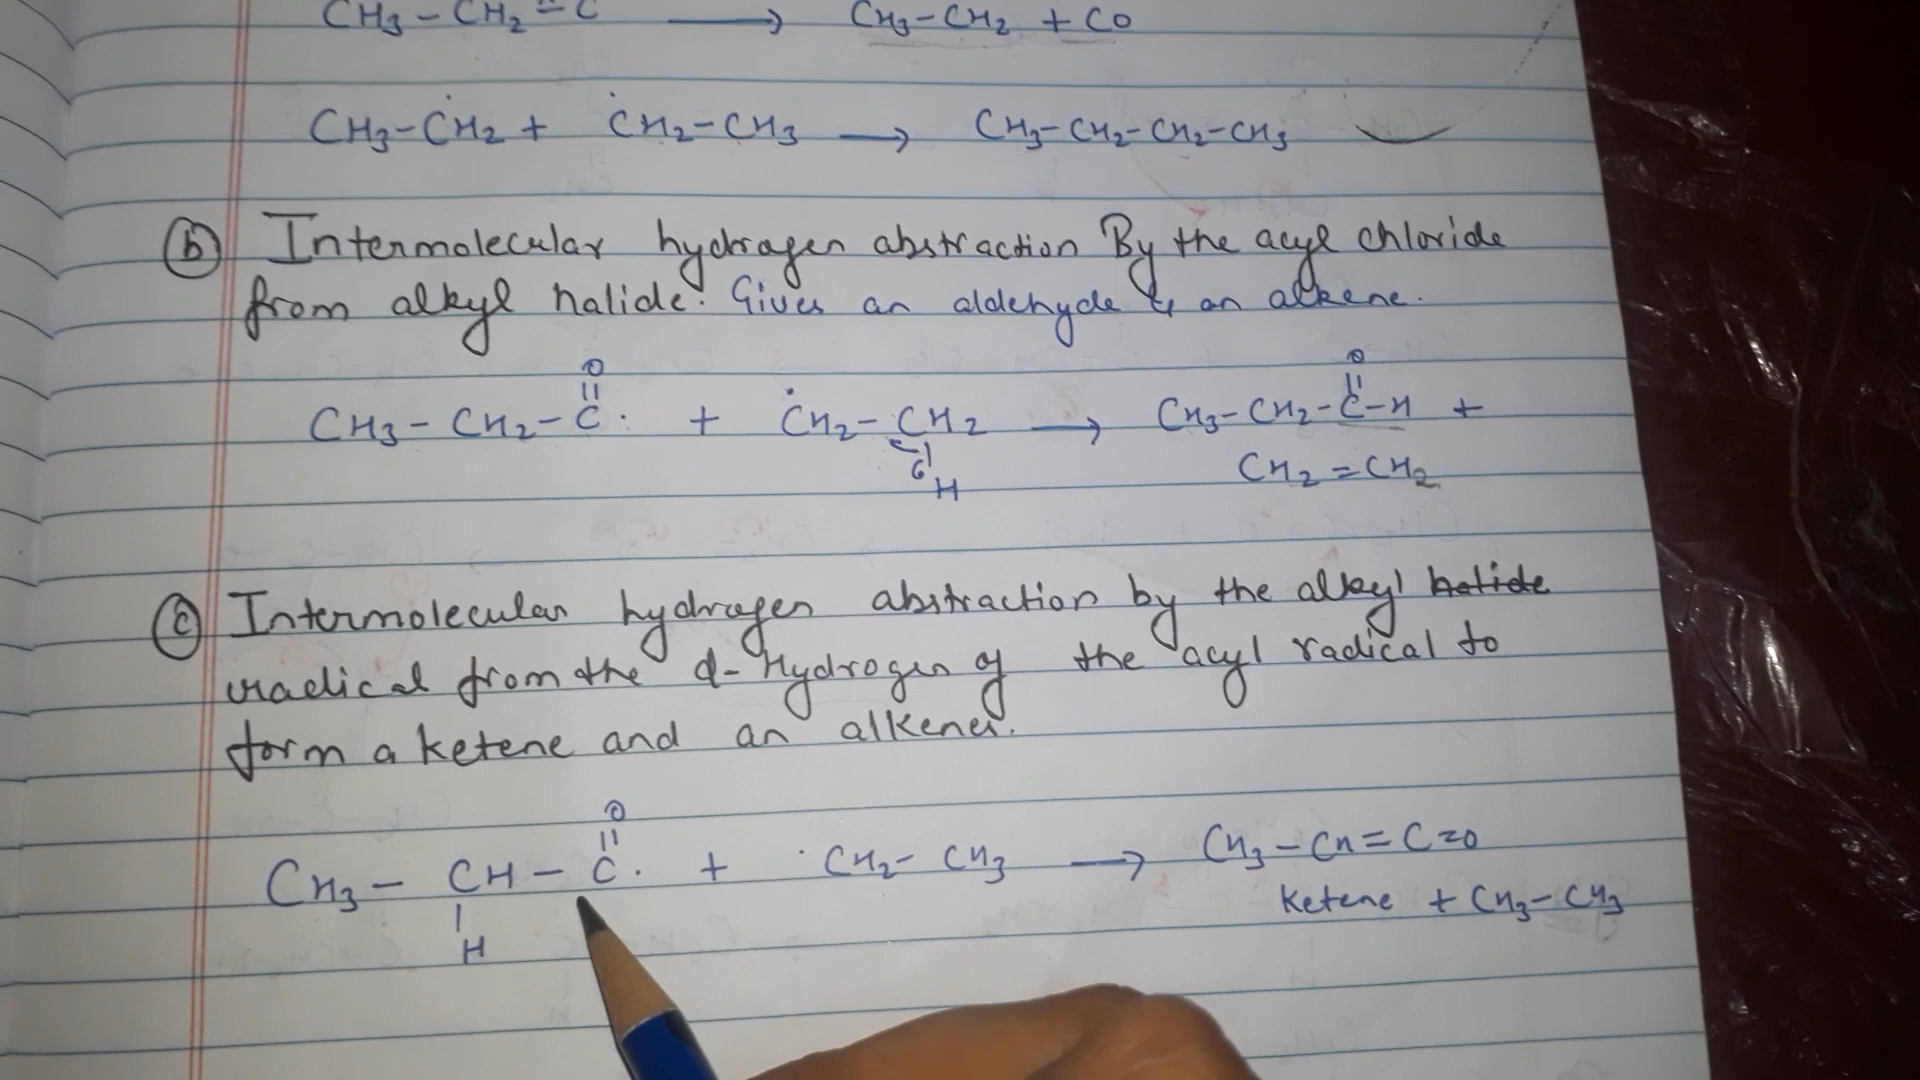 CH3 - CH2 = C → CH3-CH2 + CO
CH3-ĊH2 + ĊH2-CH3 → CH3-CH2-CH2-CH3
(b) Intermolecular hydrogen abstraction By the acyl chloride
from alkyl halide. Gives an aldehyde & an alkene.
O O
|| ||
CH3 - CH2 - C· + ĊH2 - CH2 → CH3-CH2-C-H +
| CH2 = CH2
H
(c) Intermolecular hydrogen abstraction by the alkyl halide
radical from the α-Hydrogen of the acyl radical to
form a ketene and an alkenes.
O
||
CH3 - CH - C· + ·CH2 - CH3 → CH3 - CH = C=O
| Ketene + CH3-CH3
H